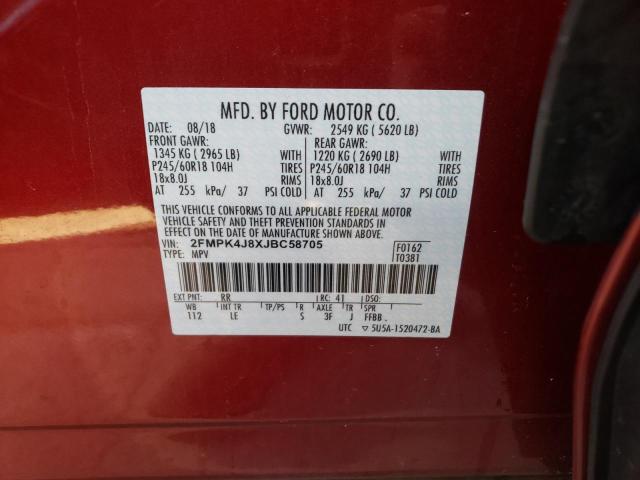 MFD. BY FORD MOTOR CO.
DATE: 08/18 GVWR: 2549 KG ( 5620 LB)
FRONT GAWR: REAR GAWR:
1345 KG ( 2965 LB) WITH 1220 KG ( 2690 LB) WITH
P245/60R18 104H TIRES P245/60R18 104H TIRES
18x8.0J RIMS 18x8.0J RIMS
AT 255 kPa/ 37 PSI COLD AT 255 kPa/ 37 PSI COLD
THIS VEHICLE CONFORMS TO ALL APPLICABLE FEDERAL MOTOR
VEHICLE SAFETY AND THEFT PREVENTION STANDARDS IN
EFFECT ON THE DATE OF MANUFACTURE SHOWN ABOVE.
VIN: 2FMPK4J8XJBC58705 F0162
TYPE: MPV T0381
EXT PNT: RR RC: 41 DSO:
WB INT TR TP/PS R AXLE TR SPR
112 LE S 3F J FFBB
UTC ▽ 5U5A-1520472-BA